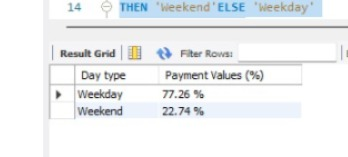 14 THEN 'Weekend'ELSE 'Weekday'
Result Grid Filter Rows:
Day type Payment Values (%)
Weekday 77.26 %
Weekend 22.74 %